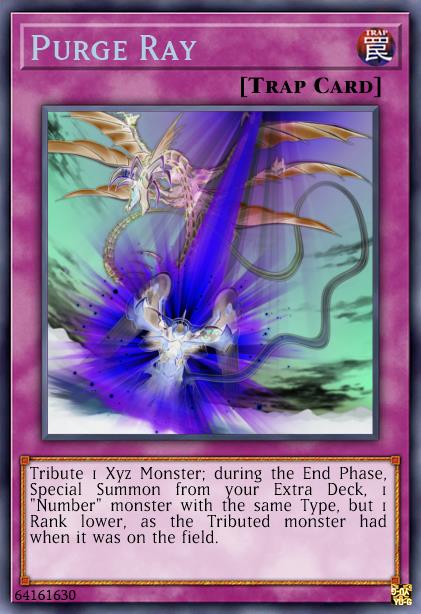 Purge Ray
TRAP
罠
[Trap Card]
Tribute 1 Xyz Monster; during the End Phase,
Special Summon from your Extra Deck, 1
"Number" monster with the same Type, but 1
Rank lower, as the Tributed monster had
when it was on the field.
64161630